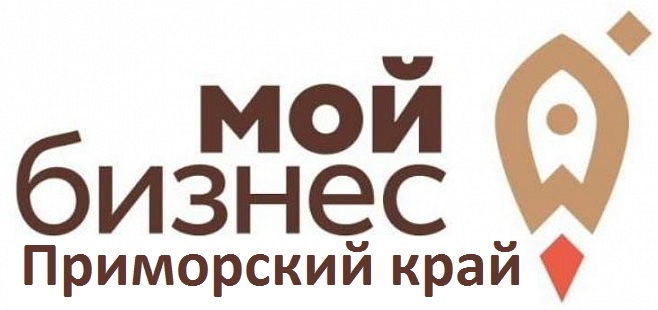 мой
бизнес
Приморский край